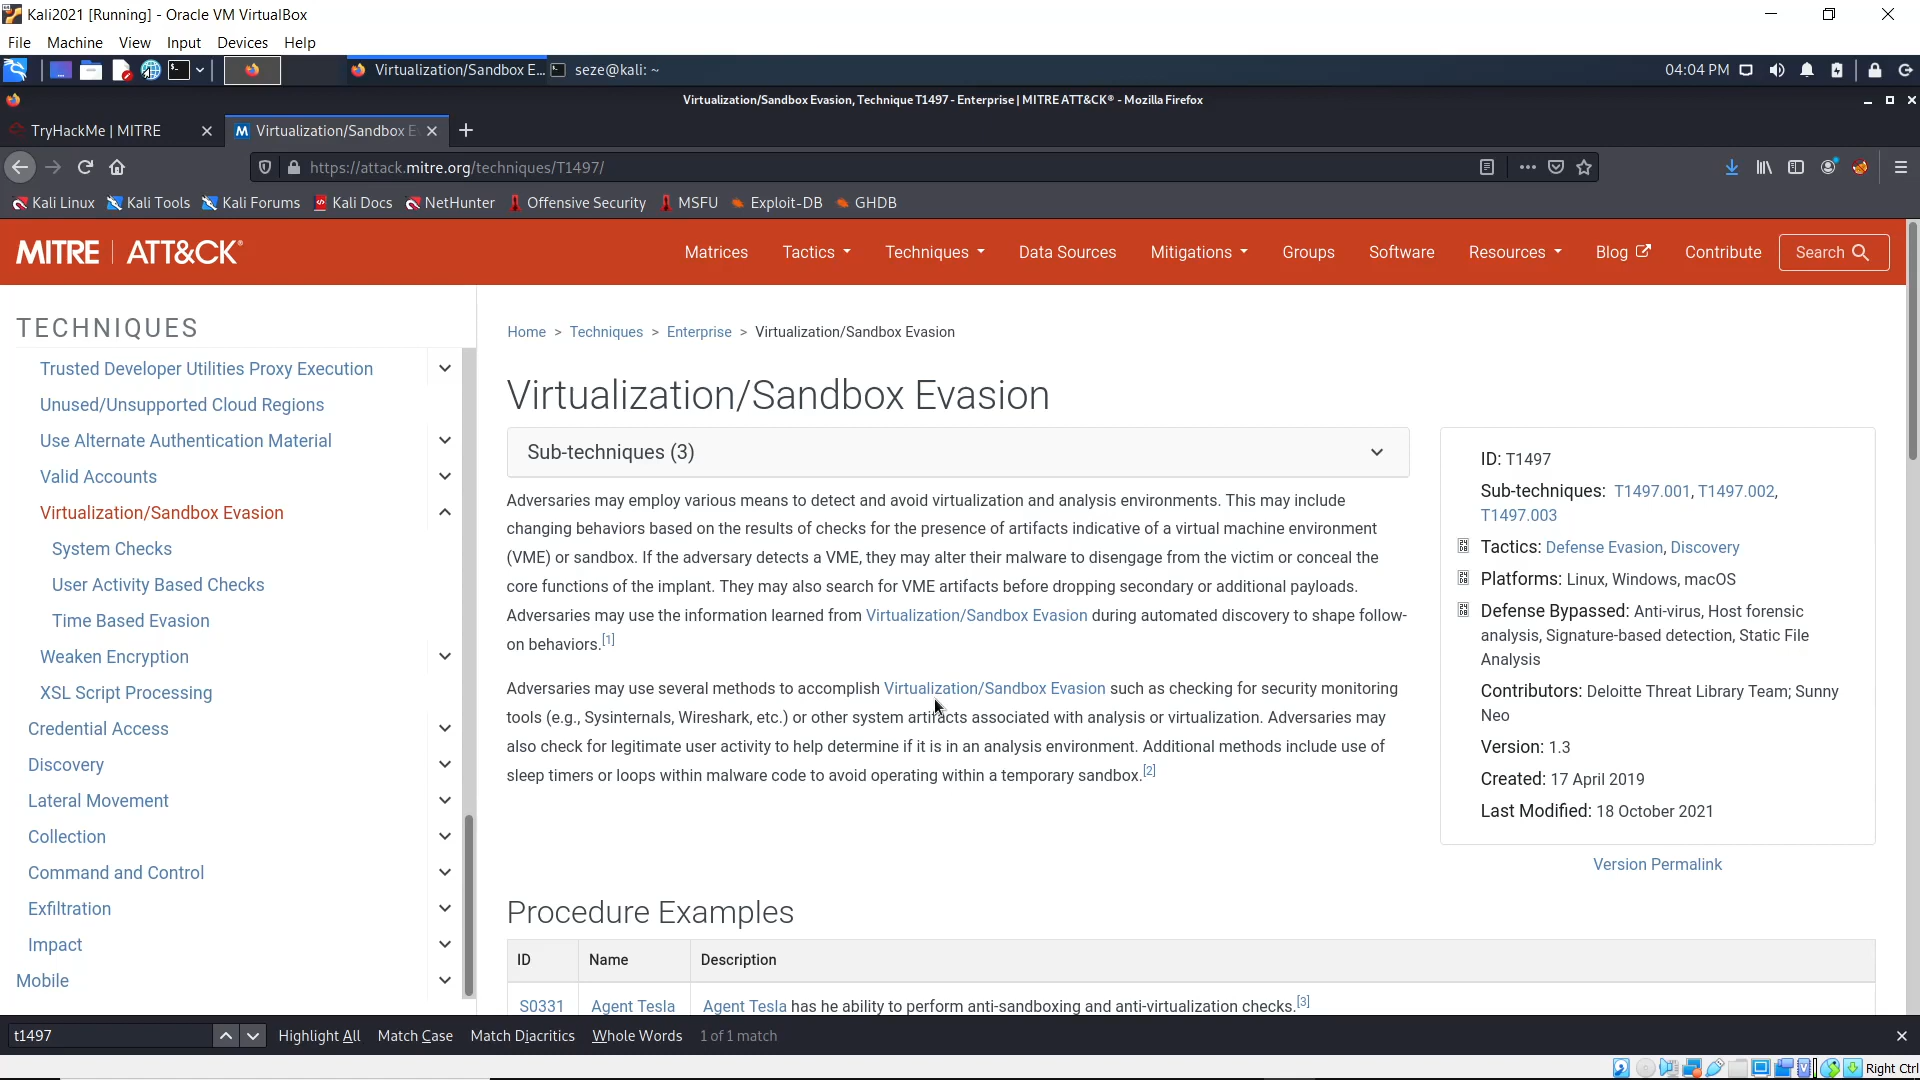 Kali2021 [Running] - Oracle VM VirtualBox
File Machine View Input Devices Help
Virtualization/Sandbox E... seze@kali: ~ 04:04 PM
Virtualization/Sandbox Evasion, Technique T1497 - Enterprise | MITRE ATT&CK® - Mozilla Firefox
TryHackMe | MITRE Virtualization/Sandbox E
https://attack.mitre.org/techniques/T1497/
Kali Linux Kali Tools Kali Forums Kali Docs NetHunter Offensive Security MSFU Exploit-DB GHDB
MITRE | ATT&CK® Matrices Tactics Techniques Data Sources Mitigations Groups Software Resources Blog Contribute Search
TECHNIQUES
Trusted Developer Utilities Proxy Execution
Unused/Unsupported Cloud Regions
Use Alternate Authentication Material
Valid Accounts
Virtualization/Sandbox Evasion
System Checks
User Activity Based Checks
Time Based Evasion
Weaken Encryption
XSL Script Processing
Credential Access
Discovery
Lateral Movement
Collection
Command and Control
Exfiltration
Impact
Mobile
Home > Techniques > Enterprise > Virtualization/Sandbox Evasion
Virtualization/Sandbox Evasion
Sub-techniques (3)
Adversaries may employ various means to detect and avoid virtualization and analysis environments. This may include
changing behaviors based on the results of checks for the presence of artifacts indicative of a virtual machine environment
(VME) or sandbox. If the adversary detects a VME, they may alter their malware to disengage from the victim or conceal the
core functions of the implant. They may also search for VME artifacts before dropping secondary or additional payloads.
Adversaries may use the information learned from Virtualization/Sandbox Evasion during automated discovery to shape follow-
on behaviors.[1]
Adversaries may use several methods to accomplish Virtualization/Sandbox Evasion such as checking for security monitoring
tools (e.g., Sysinternals, Wireshark, etc.) or other system artifacts associated with analysis or virtualization. Adversaries may
also check for legitimate user activity to help determine if it is in an analysis environment. Additional methods include use of
sleep timers or loops within malware code to avoid operating within a temporary sandbox.[2]
ID: T1497
Sub-techniques: T1497.001, T1497.002,
T1497.003
Tactics: Defense Evasion, Discovery
Platforms: Linux, Windows, macOS
Defense Bypassed: Anti-virus, Host forensic
analysis, Signature-based detection, Static File
Analysis
Contributors: Deloitte Threat Library Team; Sunny
Neo
Version: 1.3
Created: 17 April 2019
Last Modified: 18 October 2021
Version Permalink
Procedure Examples
ID Name Description
S0331 Agent Tesla Agent Tesla has he ability to perform anti-sandboxing and anti-virtualization checks.[3]
t1497 Highlight All Match Case Match Diacritics Whole Words 1 of 1 match
Right Ctrl